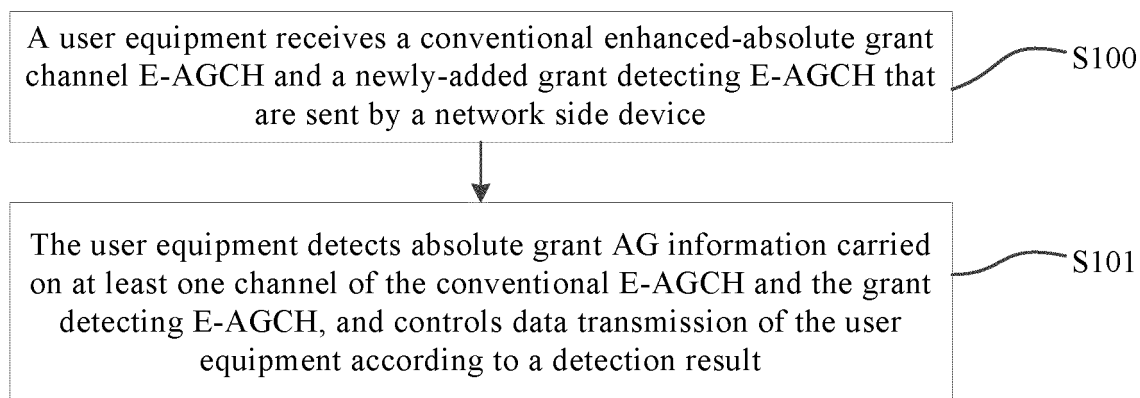 A user equipment receives a conventional enhanced-absolute grant
channel E-AGCH and a newly-added grant detecting E-AGCH that
are sent by a network side device
S100
The user equipment detects absolute grant AG information carried
on at least one channel of the conventional E-AGCH and the grant
detecting E-AGCH, and controls data transmission of the user
equipment according to a detection result
S101